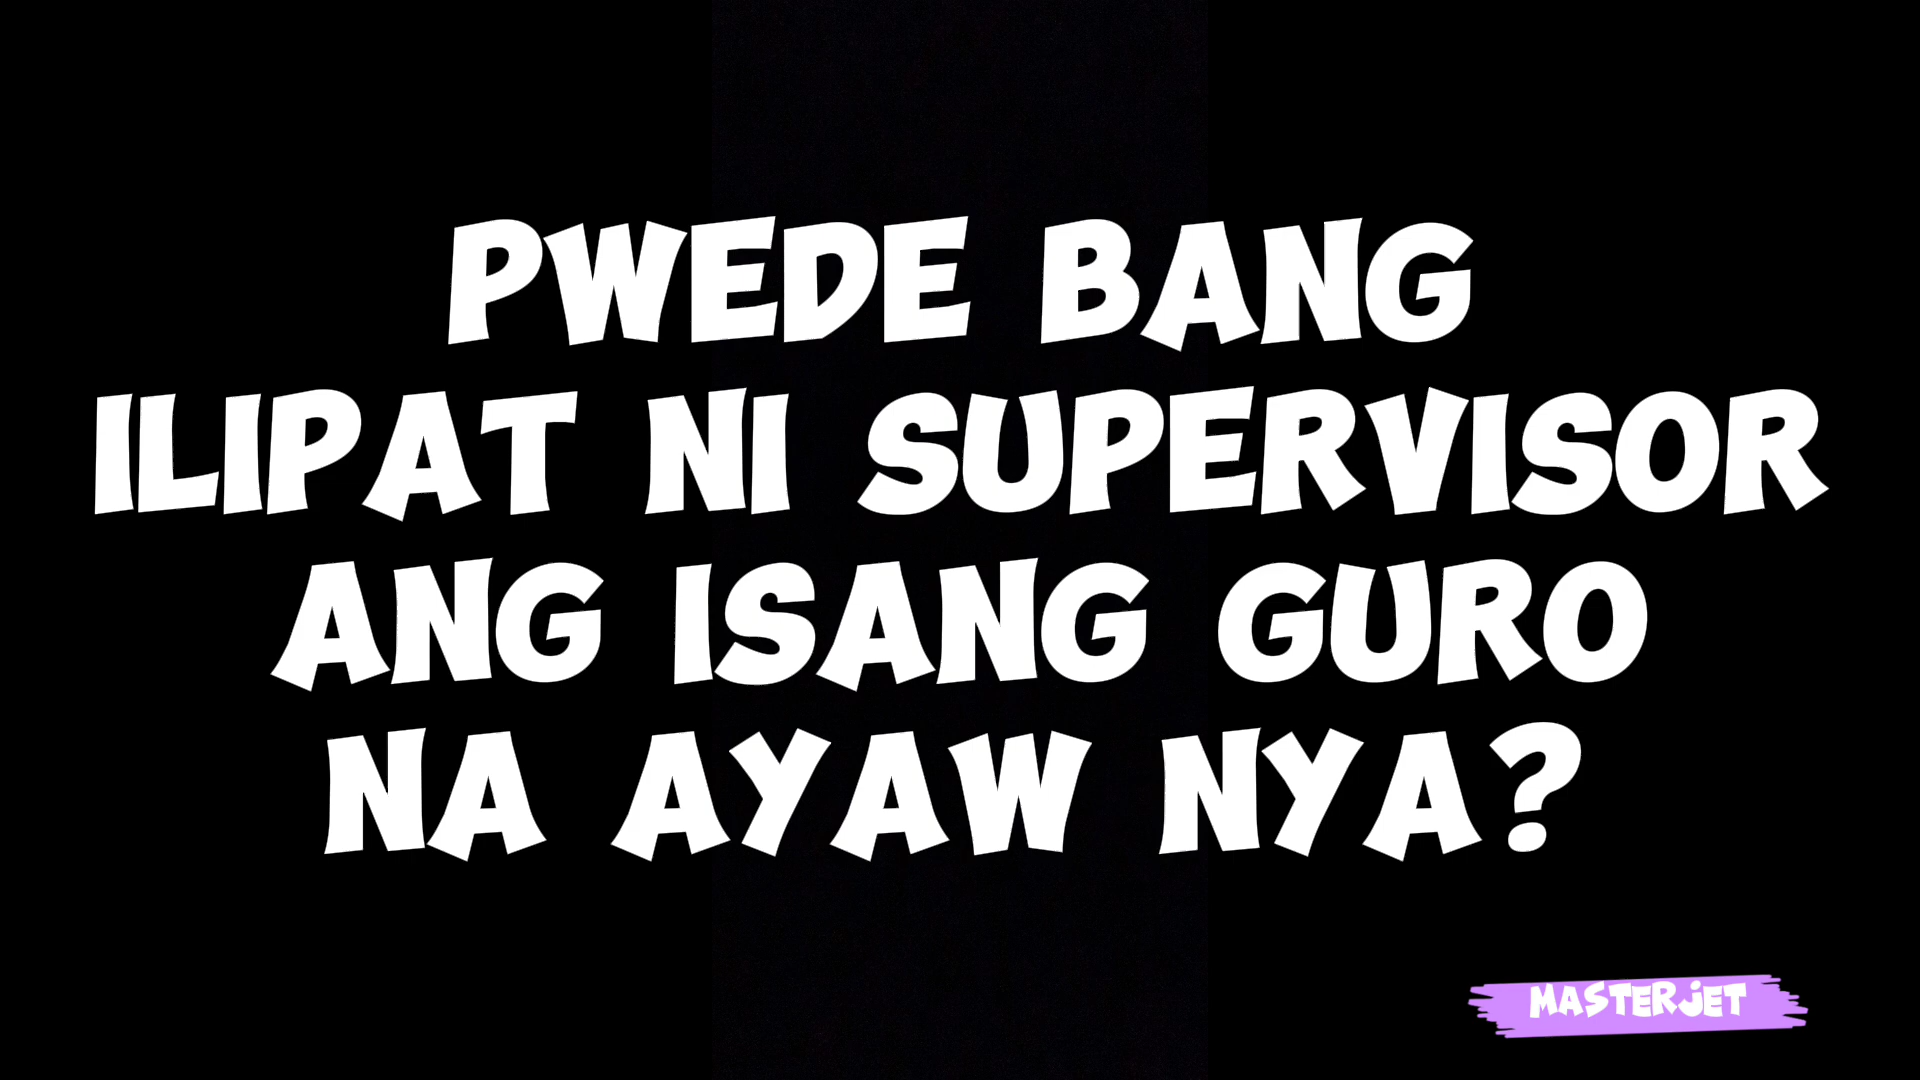 PWEDE BANG
ILIPAT NI SUPERVISOR
ANG ISANG GURO
NA AYAW NYA?
MASTERJET